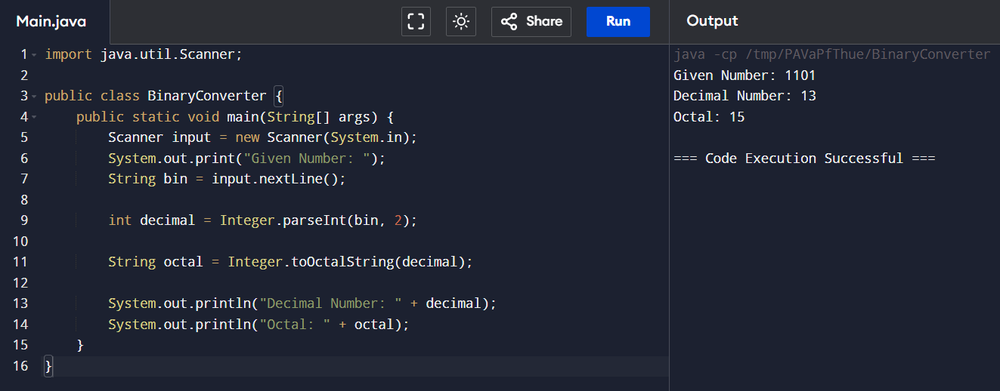 Main.java
Share
Run
Output
1 import java.util.Scanner;
2
3 public class BinaryConverter {
4     public static void main(String[] args) {
5         Scanner input = new Scanner(System.in);
6         System.out.print("Given Number: ");
7         String bin = input.nextLine();
8
9         int decimal = Integer.parseInt(bin, 2);
10
11         String octal = Integer.toOctalString(decimal);
12
13         System.out.println("Decimal Number: " + decimal);
14         System.out.println("Octal: " + octal);
15     }
16 }
java -cp /tmp/PAVaPfThue/BinaryConverter
Given Number: 1101
Decimal Number: 13
Octal: 15
=== Code Execution Successful ===